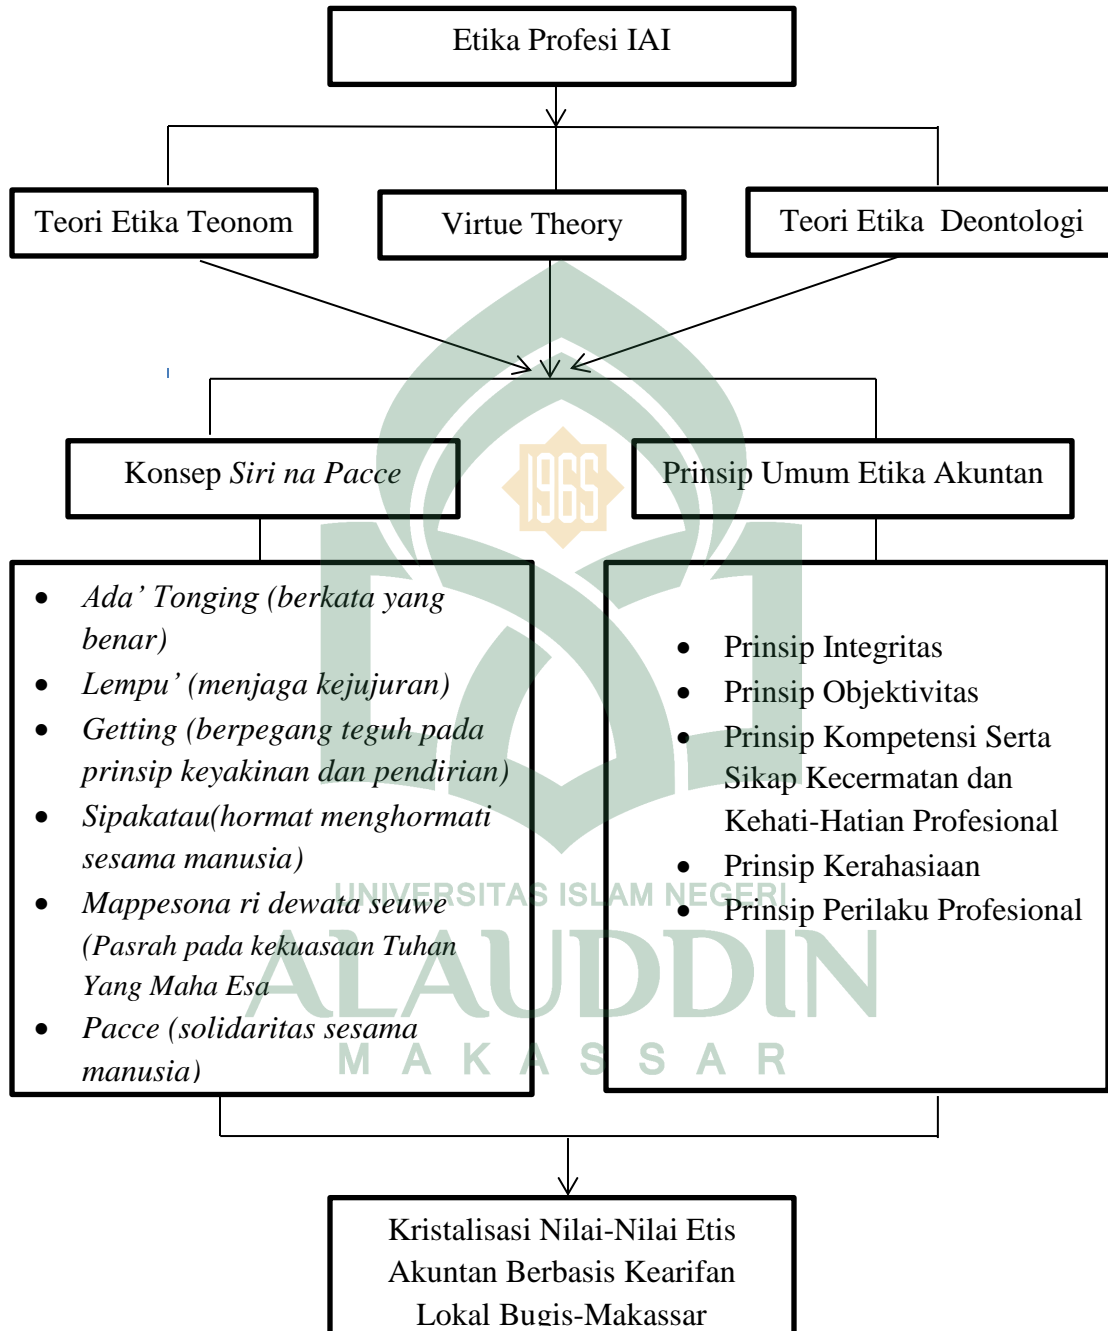 Etika Profesi IAI
Teori Etika Teonom
Virtue Theory
Teori Etika Deontologi
Konsep Siri na Pacce
Prinsip Umum Etika Akuntan
• Ada’ Tonging (berkata yang
benar)
• Lempu’ (menjaga kejujuran)
• Getting (berpegang teguh pada
prinsip keyakinan dan pendirian)
• Sipakatau(hormat menghormati
sesama manusia)
• Mappesona ri dewata seuwe
(Pasrah pada kekuasaan Tuhan
Yang Maha Esa
• Pacce (solidaritas sesama
manusia)
• Prinsip Integritas
• Prinsip Objektivitas
• Prinsip Kompetensi Serta
Sikap Kecermatan dan
Kehati-Hatian Profesional
• Prinsip Kerahasiaan
• Prinsip Perilaku Profesional
1965
UNIVERSITAS ISLAM NEGERI
ALAUDDIN
MAKASSAR
Kristalisasi Nilai-Nilai Etis
Akuntan Berbasis Kearifan
Lokal Bugis-Makassar